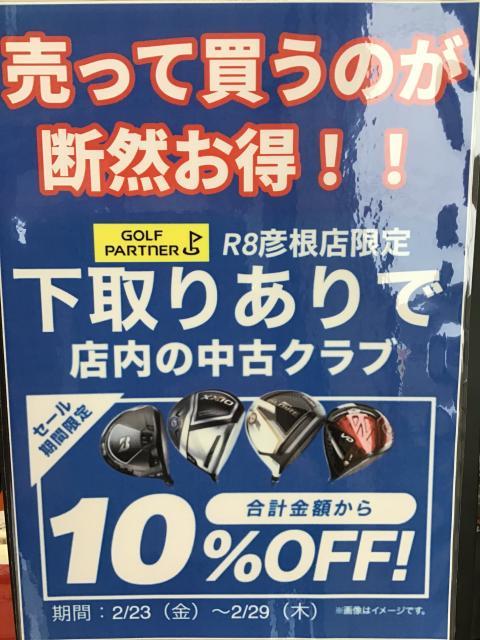 売って買うのが
断然お得！！
GOLF
PARTNER
R8彦根店限定
下取りありで
店内の中古クラブ
セール
期間限定
B
XXIO
VG
合計金額から
10%OFF!
期間：2/23（金）～2/29（木）
※画像はイメージです。